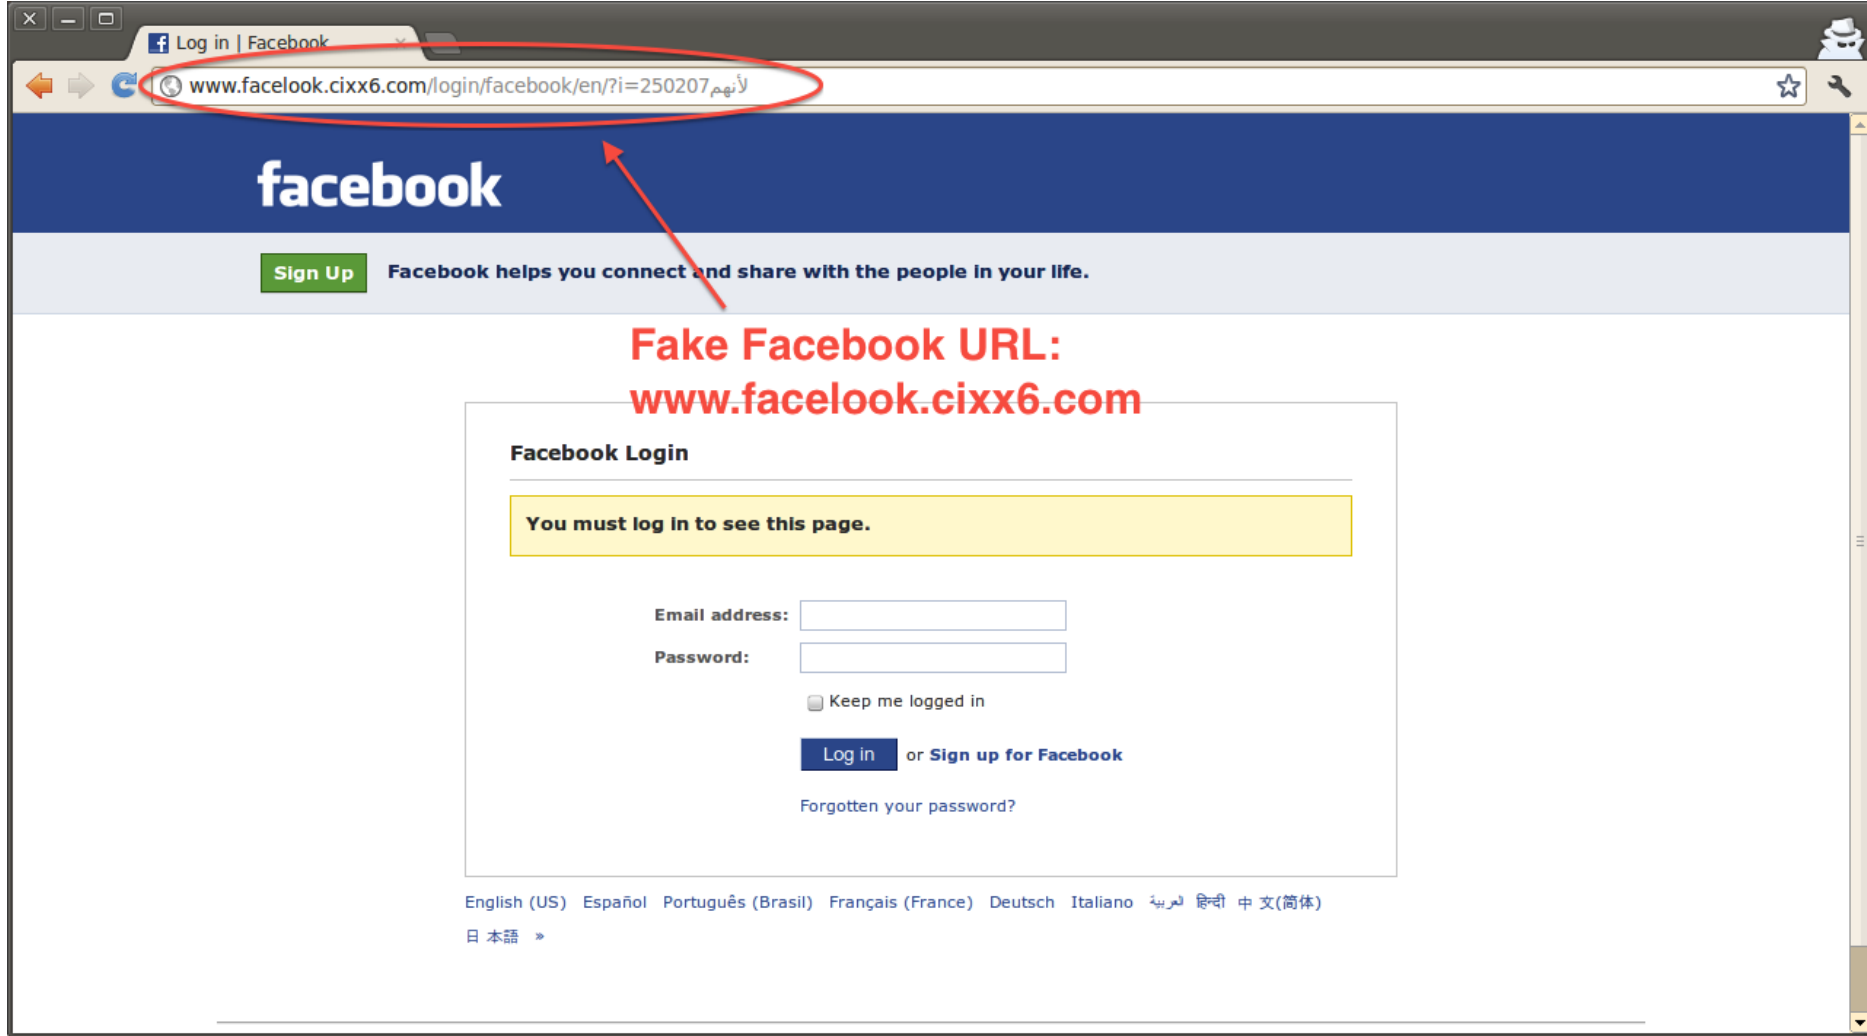 Log in | Facebook
www.facelook.cixx6.com/login/facebook/en/?i=250207لأنهم
facebook
Sign Up Facebook helps you connect and share with the people in your life.
Fake Facebook URL:
www.facelook.cixx6.com
Facebook Login
You must log in to see this page.
Email address:
Password:
Keep me logged in
Log in or Sign up for Facebook
Forgotten your password?
English (US) Español Português (Brasil) Français (France) Deutsch Italiano العربية हिन्दी 中文(简体)
日本語 »